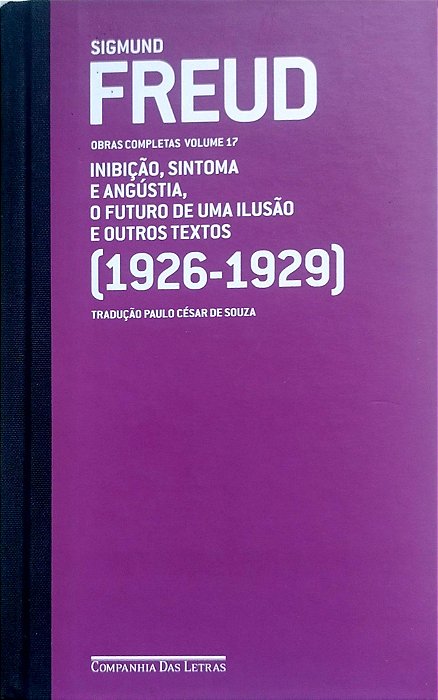 SIGMUND
FREUD
OBRAS COMPLETAS VOLUME 17
INIBIÇÃO, SINTOMA
E ANGÚSTIA,
O FUTURO DE UMA ILUSÃO
E OUTROS TEXTOS
(1926-1929)
TRADUÇÃO PAULO CÉSAR DE SOUZA
COMPANHIA DAS LETRAS